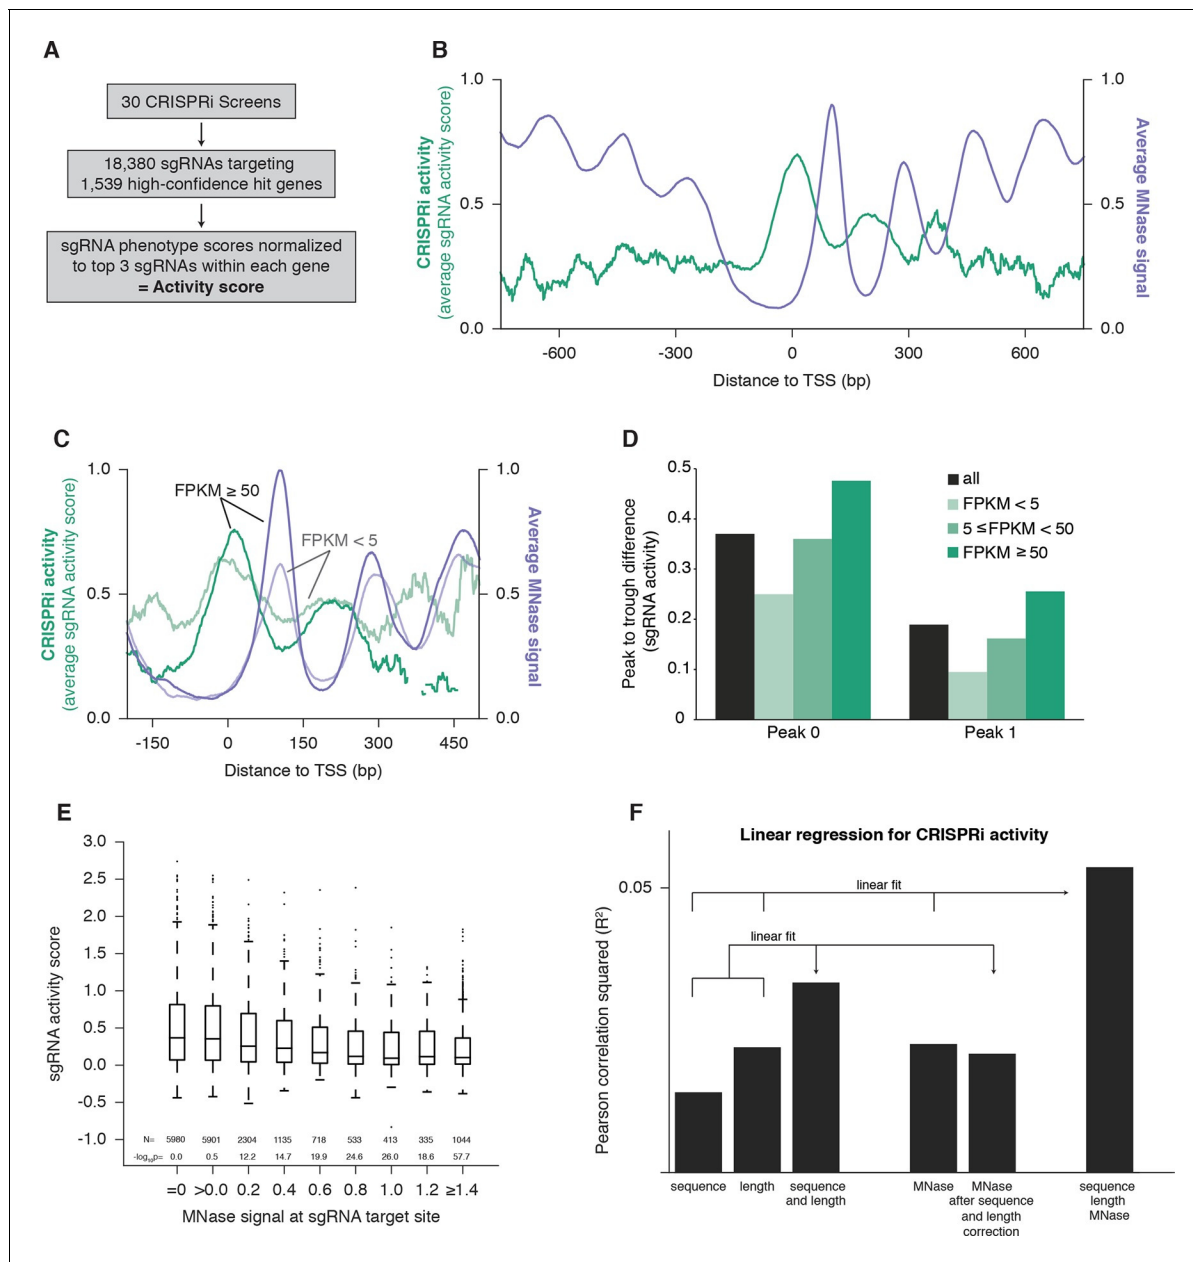 A
30 CRISPRi Screens
18,380 sgRNAs targeting
1,539 high-confidence hit genes
sgRNA phenotype scores normalized
to top 3 sgRNAs within each gene
= Activity score
B
CRISPRi activity
(average sgRNA activity score)
1.0
0.5
0.0
1.0
0.5
0.0
Average MNase signal
-600
-300
0
300
600
Distance to TSS (bp)
C
CRISPRi activity
(average sgRNA activity score)
1.0
0.5
0.0
FPKM ≥ 50
FPKM < 5
1.0
0.5
0.0
Average MNase signal
-150
0
150
300
450
Distance to TSS (bp)
D
Peak to trough difference
(sgRNA activity)
0.5
0.4
0.3
0.2
0.1
0
all
FPKM < 5
5 ≤FPKM < 50
FPKM ≥ 50
Peak 0
Peak 1
E
sgRNA activity score
3.0
2.5
2.0
1.5
1.0
0.5
0.0
-0.5
-1.0
N= 5980 5901 2304 1135 718 533 413 335 1044
-log10p= 0.0 0.5 12.2 14.7 19.9 24.6 26.0 18.6 57.7
=0 >0.0 0.2 0.4 0.6 0.8 1.0 1.2 ≥1.4
MNase signal at sgRNA target site
F
Linear regression for CRISPRi activity
Pearson correlation squared (R²)
0.05
linear fit
linear fit
sequence
length
sequence
and length
MNase
MNase
after sequence
and length
correction
sequence
length
MNase